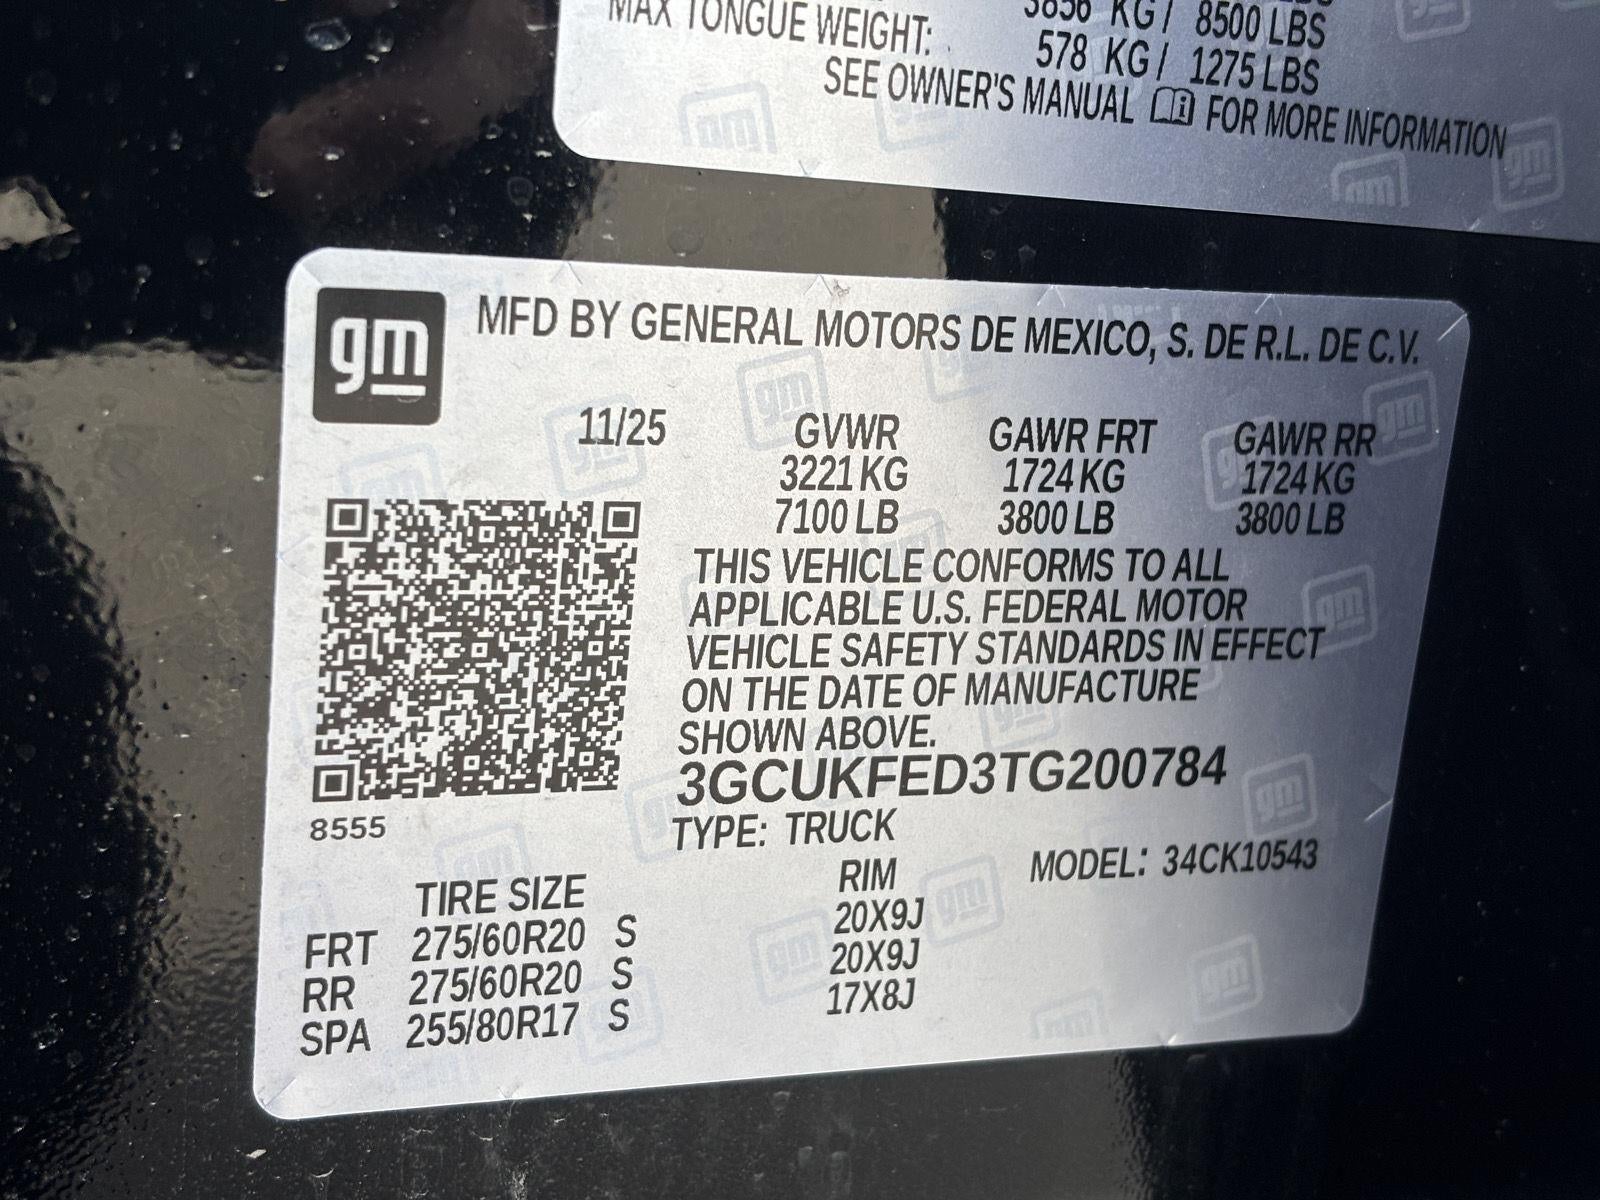 3856 KG / 8500 LBS
MAX TONGUE WEIGHT: 578 KG / 1275 LBS
SEE OWNER'S MANUAL FOR MORE INFORMATION
gm
MFD BY GENERAL MOTORS DE MEXICO, S. DE R.L. DE C.V.
11/25 GVWR GAWR FRT GAWR RR
3221 KG 1724 KG 1724 KG
7100 LB 3800 LB 3800 LB
THIS VEHICLE CONFORMS TO ALL
APPLICABLE U.S. FEDERAL MOTOR
VEHICLE SAFETY STANDARDS IN EFFECT
ON THE DATE OF MANUFACTURE
SHOWN ABOVE.
3GCUKFED3TG200784
8555
TYPE: TRUCK
MODEL: 34CK10543
TIRE SIZE RIM
FRT 275/60R20 S 20X9J
RR 275/60R20 S 20X9J
SPA 255/80R17 S 17X8J